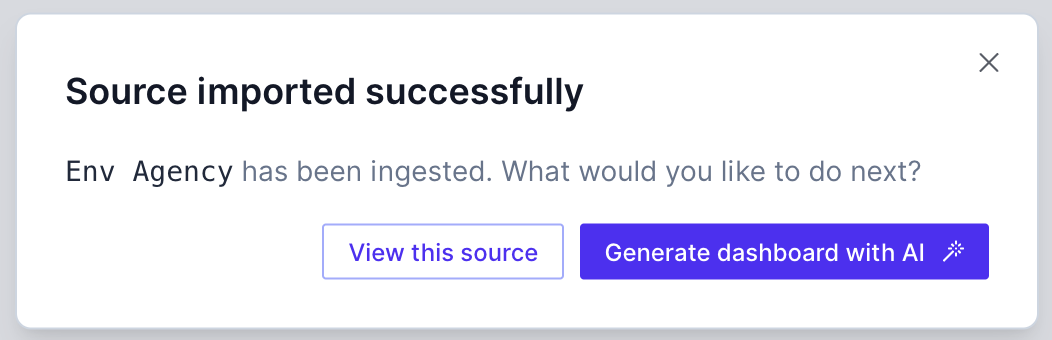 Source imported successfully
Env Agency has been ingested. What would you like to do next?
View this source
Generate dashboard with AI